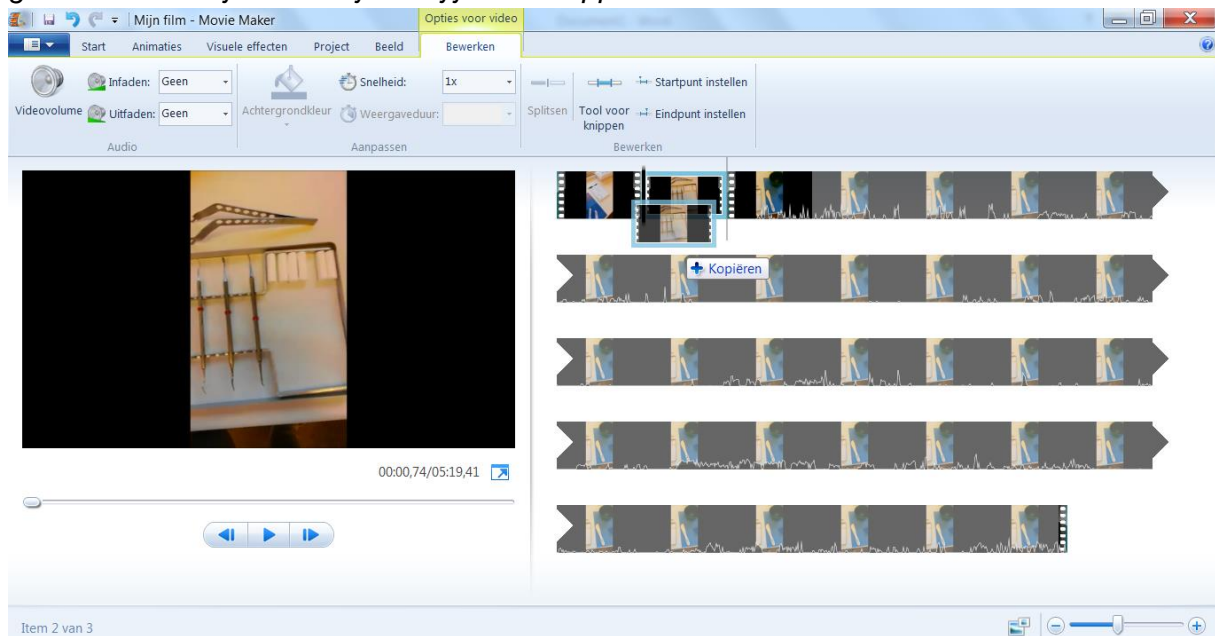 Mijn film - Movie Maker
Opties voor video
Start Animaties Visuele effecten Project Beeld Bewerken
Infaden: Geen
Snelheid: 1x
Startpunt instellen
Videovolume
Uitfaden: Geen
Achtergrondkleur
Weergaveduur:
Splitsen
Tool voor knippen
Eindpunt instellen
Audio
Aanpassen
Bewerken
Kopiëren
00:00,74/05:19,41
Item 2 van 3